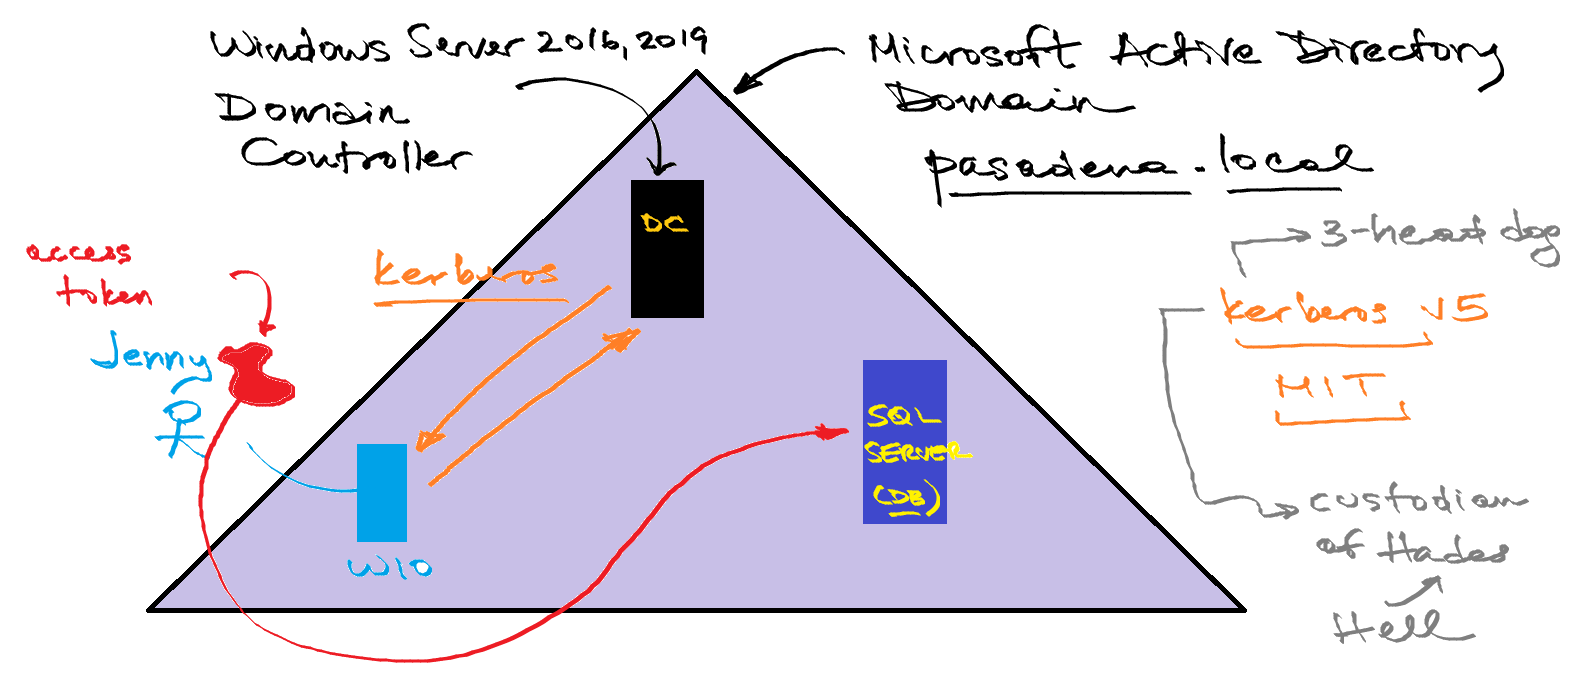 Windows Server 2016, 2019
Domain
Controller
Microsoft Active Directory
Domain
pasadena.local
DC
kerberos
access
token
Jenny
W10
SQL
SERVER
(DB)
3-head dog
kerberos v5
MIT
custodian
of Hades
Hell